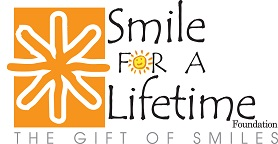 Smile
FOR A
Lifetime
Foundation
THE GIFT OF SMILES